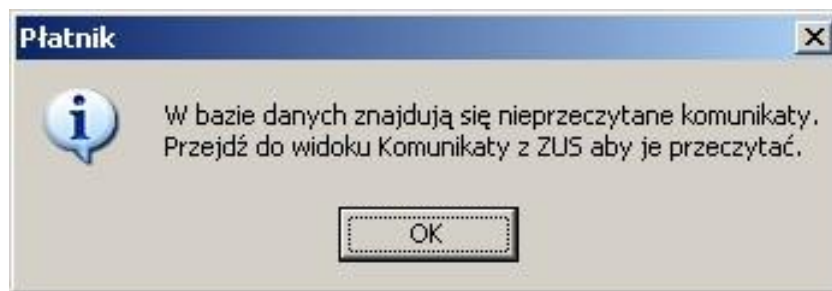 Płatnik
W bazie danych znajdują się nieprzeczytane komunikaty.
Przejdź do widoku Komunikaty z ZUS aby je przeczytać.
OK